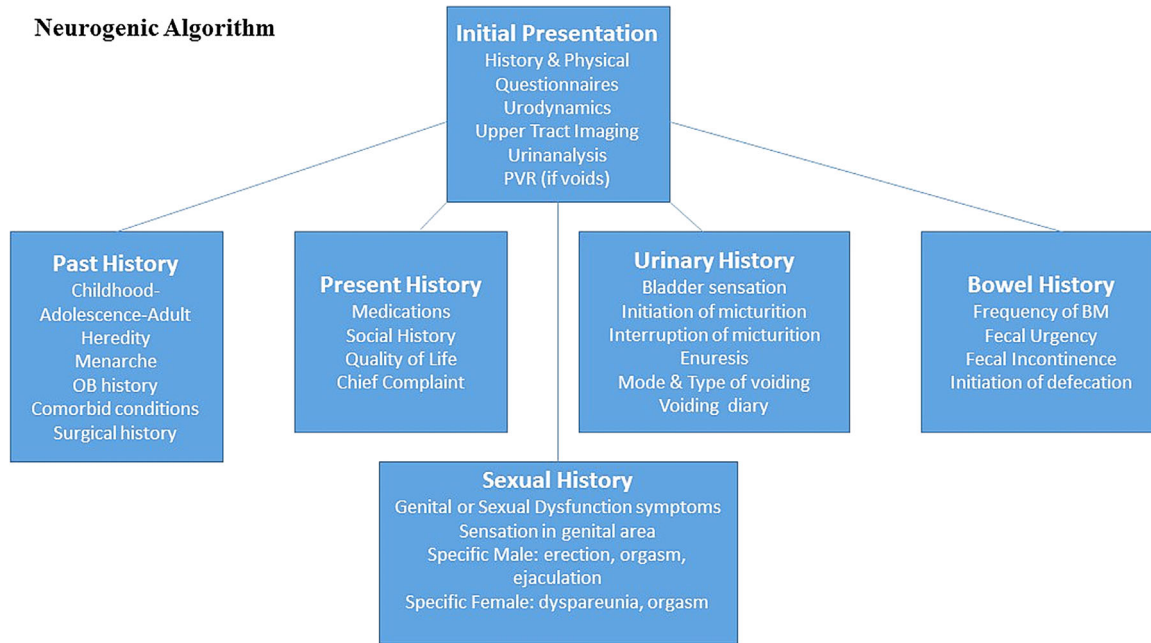 Neurogenic Algorithm
Initial Presentation
History & Physical
Questionnaires
Urodynamics
Upper Tract Imaging
Urinanalysis
PVR (if voids)
Past History
Childhood-
Adolescence-Adult
Heredity
Menarche
OB history
Comorbid conditions
Surgical history
Present History
Medications
Social History
Quality of Life
Chief Complaint
Urinary History
Bladder sensation
Initiation of micturition
Interruption of micturition
Enuresis
Mode & Type of voiding
Voiding diary
Bowel History
Frequency of BM
Fecal Urgency
Fecal Incontinence
Initiation of defecation
Sexual History
Genital or Sexual Dysfunction symptoms
Sensation in genital area
Specific Male: erection, orgasm,
ejaculation
Specific Female: dyspareunia, orgasm